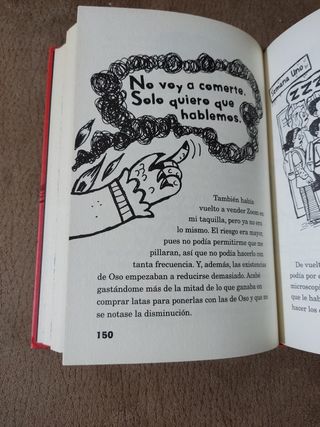 No voy a comerte.
Solo quiero que
hablemos.
También había
vuelto a vender Zoom en
mi taquilla, pero ya no era
lo mismo. El riesgo era mayor,
pues no podía permitirme que me
pillaran, así que no podía hacerlo con
tanta frecuencia. Y, además, las existencias
de Oso empezaban a reducirse demasiado. Acabé
gastándome más de la mitad de lo que ganaba en
comprar latas para ponerlas con las de Oso y que no
se notase la disminución.
150
Semana Uno
ZZZ
De vuelt
podía por e
microscopi
que le habí
los c